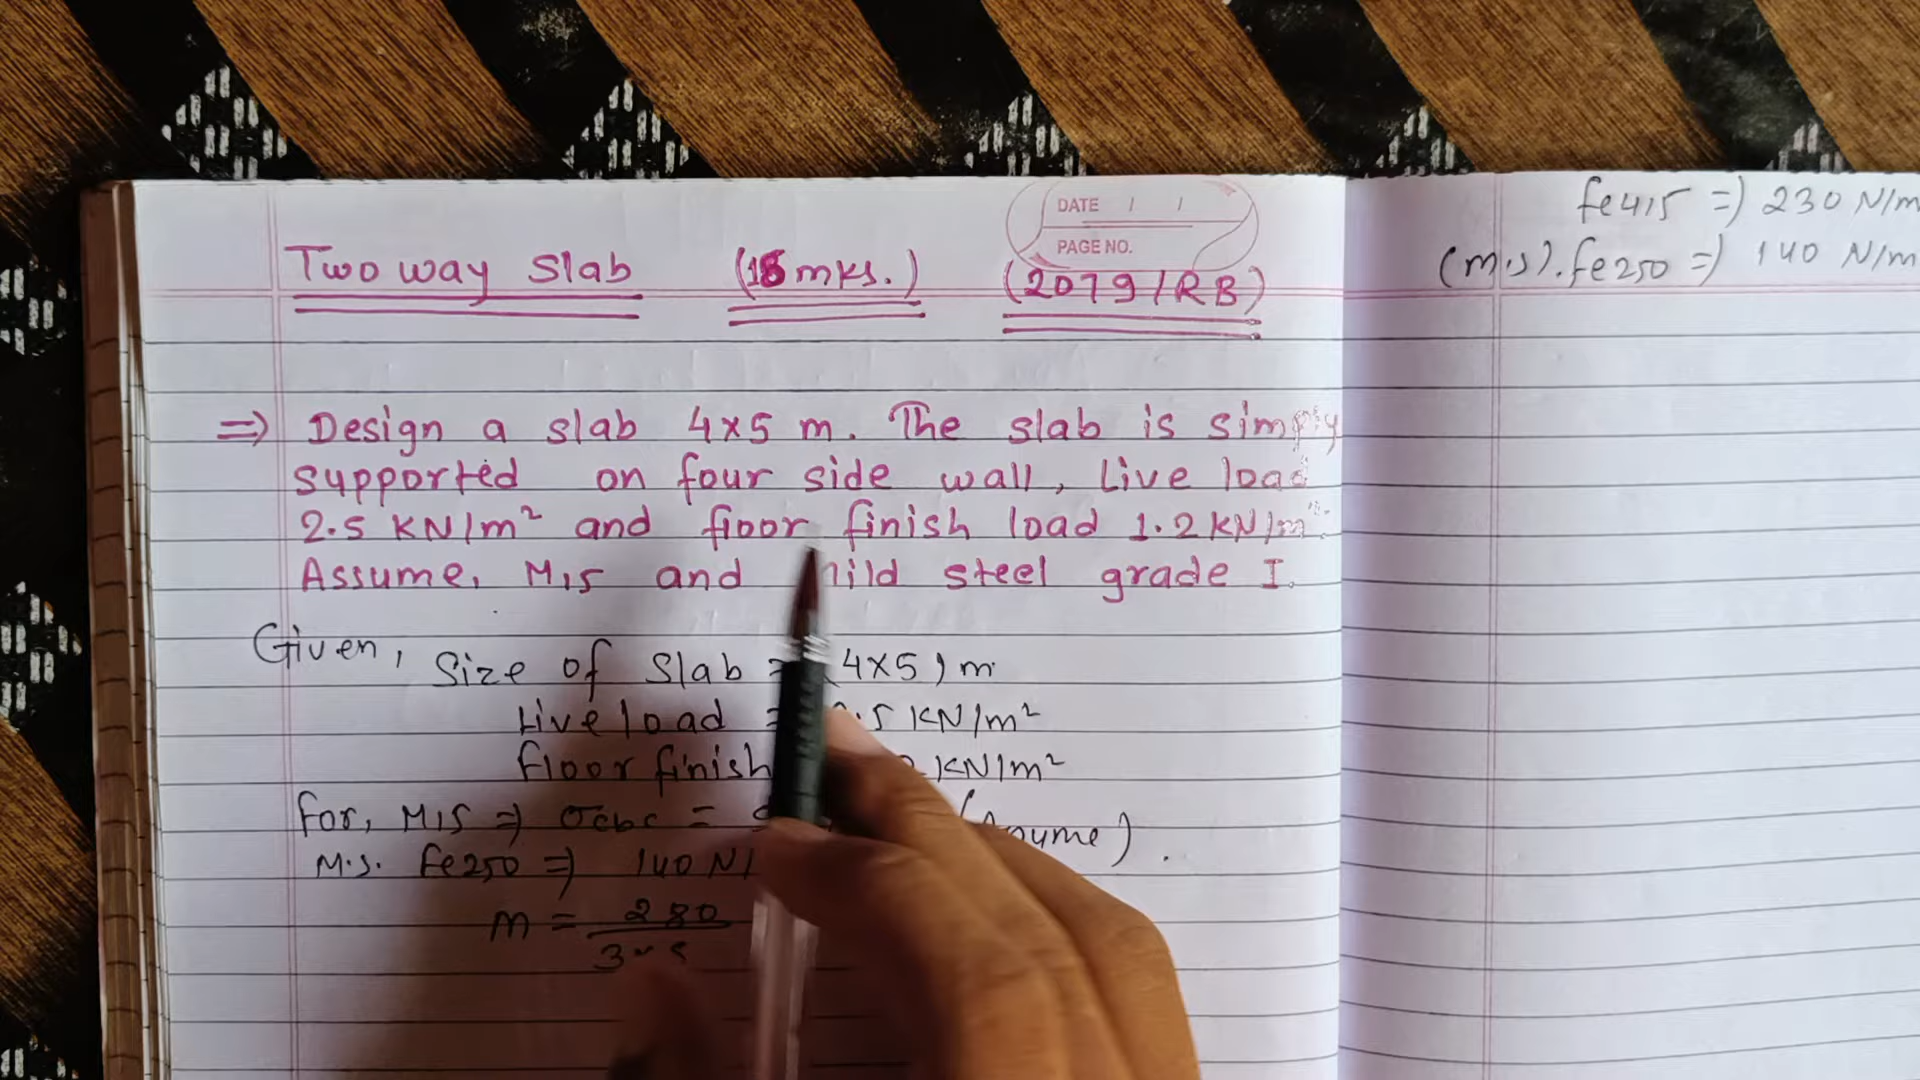 DATE / /
PAGE NO.
Two way Slab (15 mks.) (2079/RB)
=) Design a slab 4x5 m. The slab is simply
supported on four side wall, Live load
2.5 KN/m² and floor finish load 1.2 KN/m
Assume, M15 and mild steel grade I.
Given, Size of Slab = (4x5) m
Live load = 2.5 KN/m²
floor finish KN/m²
For, M15 =) σcbc =
M.S. fe250 =) 140 N/
m = 280
fe415 =) 230 N/m
(m.s). fe250 =) 140 N/m